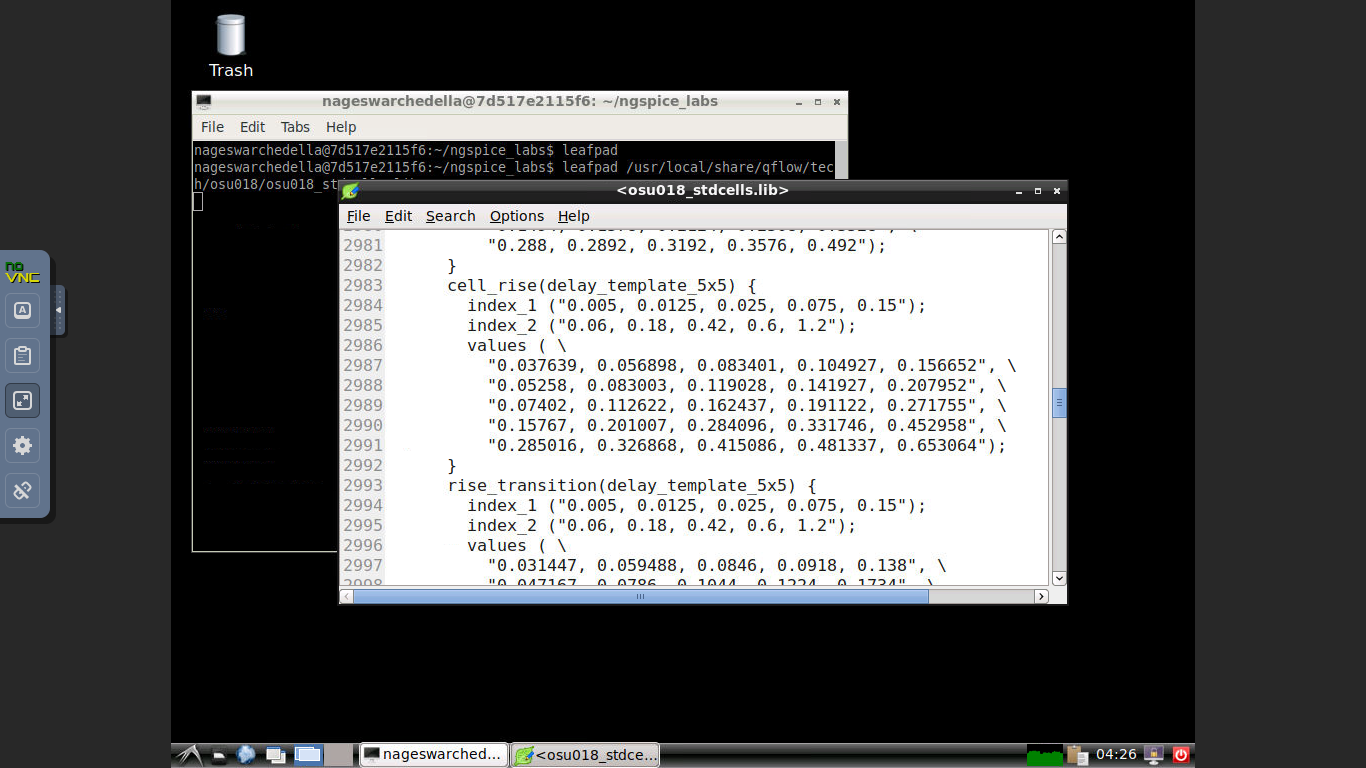 Trash
nageswarchedella@7d517e2115f6: ~/ngspice_labs
File Edit Tabs Help
nageswarchedella@7d517e2115f6:~/ngspice_labs$ leafpad
nageswarchedella@7d517e2115f6:~/ngspice_labs$ leafpad /usr/local/share/qflow/tec
h/osu018/osu018_st
<osu018_stdcells.lib>
File Edit Search Options Help
2981 "0.288, 0.2892, 0.3192, 0.3576, 0.492");
2982 }
2983 cell_rise(delay_template_5x5) {
2984 index_1 ("0.005, 0.0125, 0.025, 0.075, 0.15");
2985 index_2 ("0.06, 0.18, 0.42, 0.6, 1.2");
2986 values ( \
2987 "0.037639, 0.056898, 0.083401, 0.104927, 0.156652", \
2988 "0.05258, 0.083003, 0.119028, 0.141927, 0.207952", \
2989 "0.07402, 0.112622, 0.162437, 0.191122, 0.271755", \
2990 "0.15767, 0.201007, 0.284096, 0.331746, 0.452958", \
2991 "0.285016, 0.326868, 0.415086, 0.481337, 0.653064");
2992 }
2993 rise_transition(delay_template_5x5) {
2994 index_1 ("0.005, 0.0125, 0.025, 0.075, 0.15");
2995 index_2 ("0.06, 0.18, 0.42, 0.6, 1.2");
2996 values ( \
2997 "0.031447, 0.059488, 0.0846, 0.0918, 0.138", \
2998 "0.047167, 0.0786, 0.1044, 0.1224, 0.1734", \
no
VNC
A
nageswarched...
<osu018_stdce...
04:26